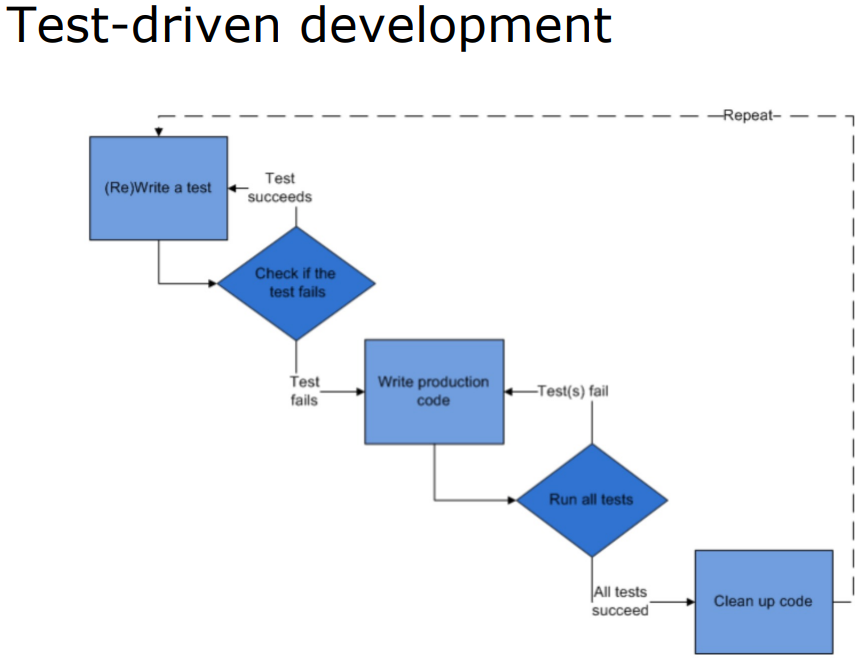 Test-driven development
Repeat
(Re)Write a test
Test
succeeds
Check if the
test fails
Test
fails
Write production
code
Test(s) fail
Run all tests
All tests
succeed
Clean up code